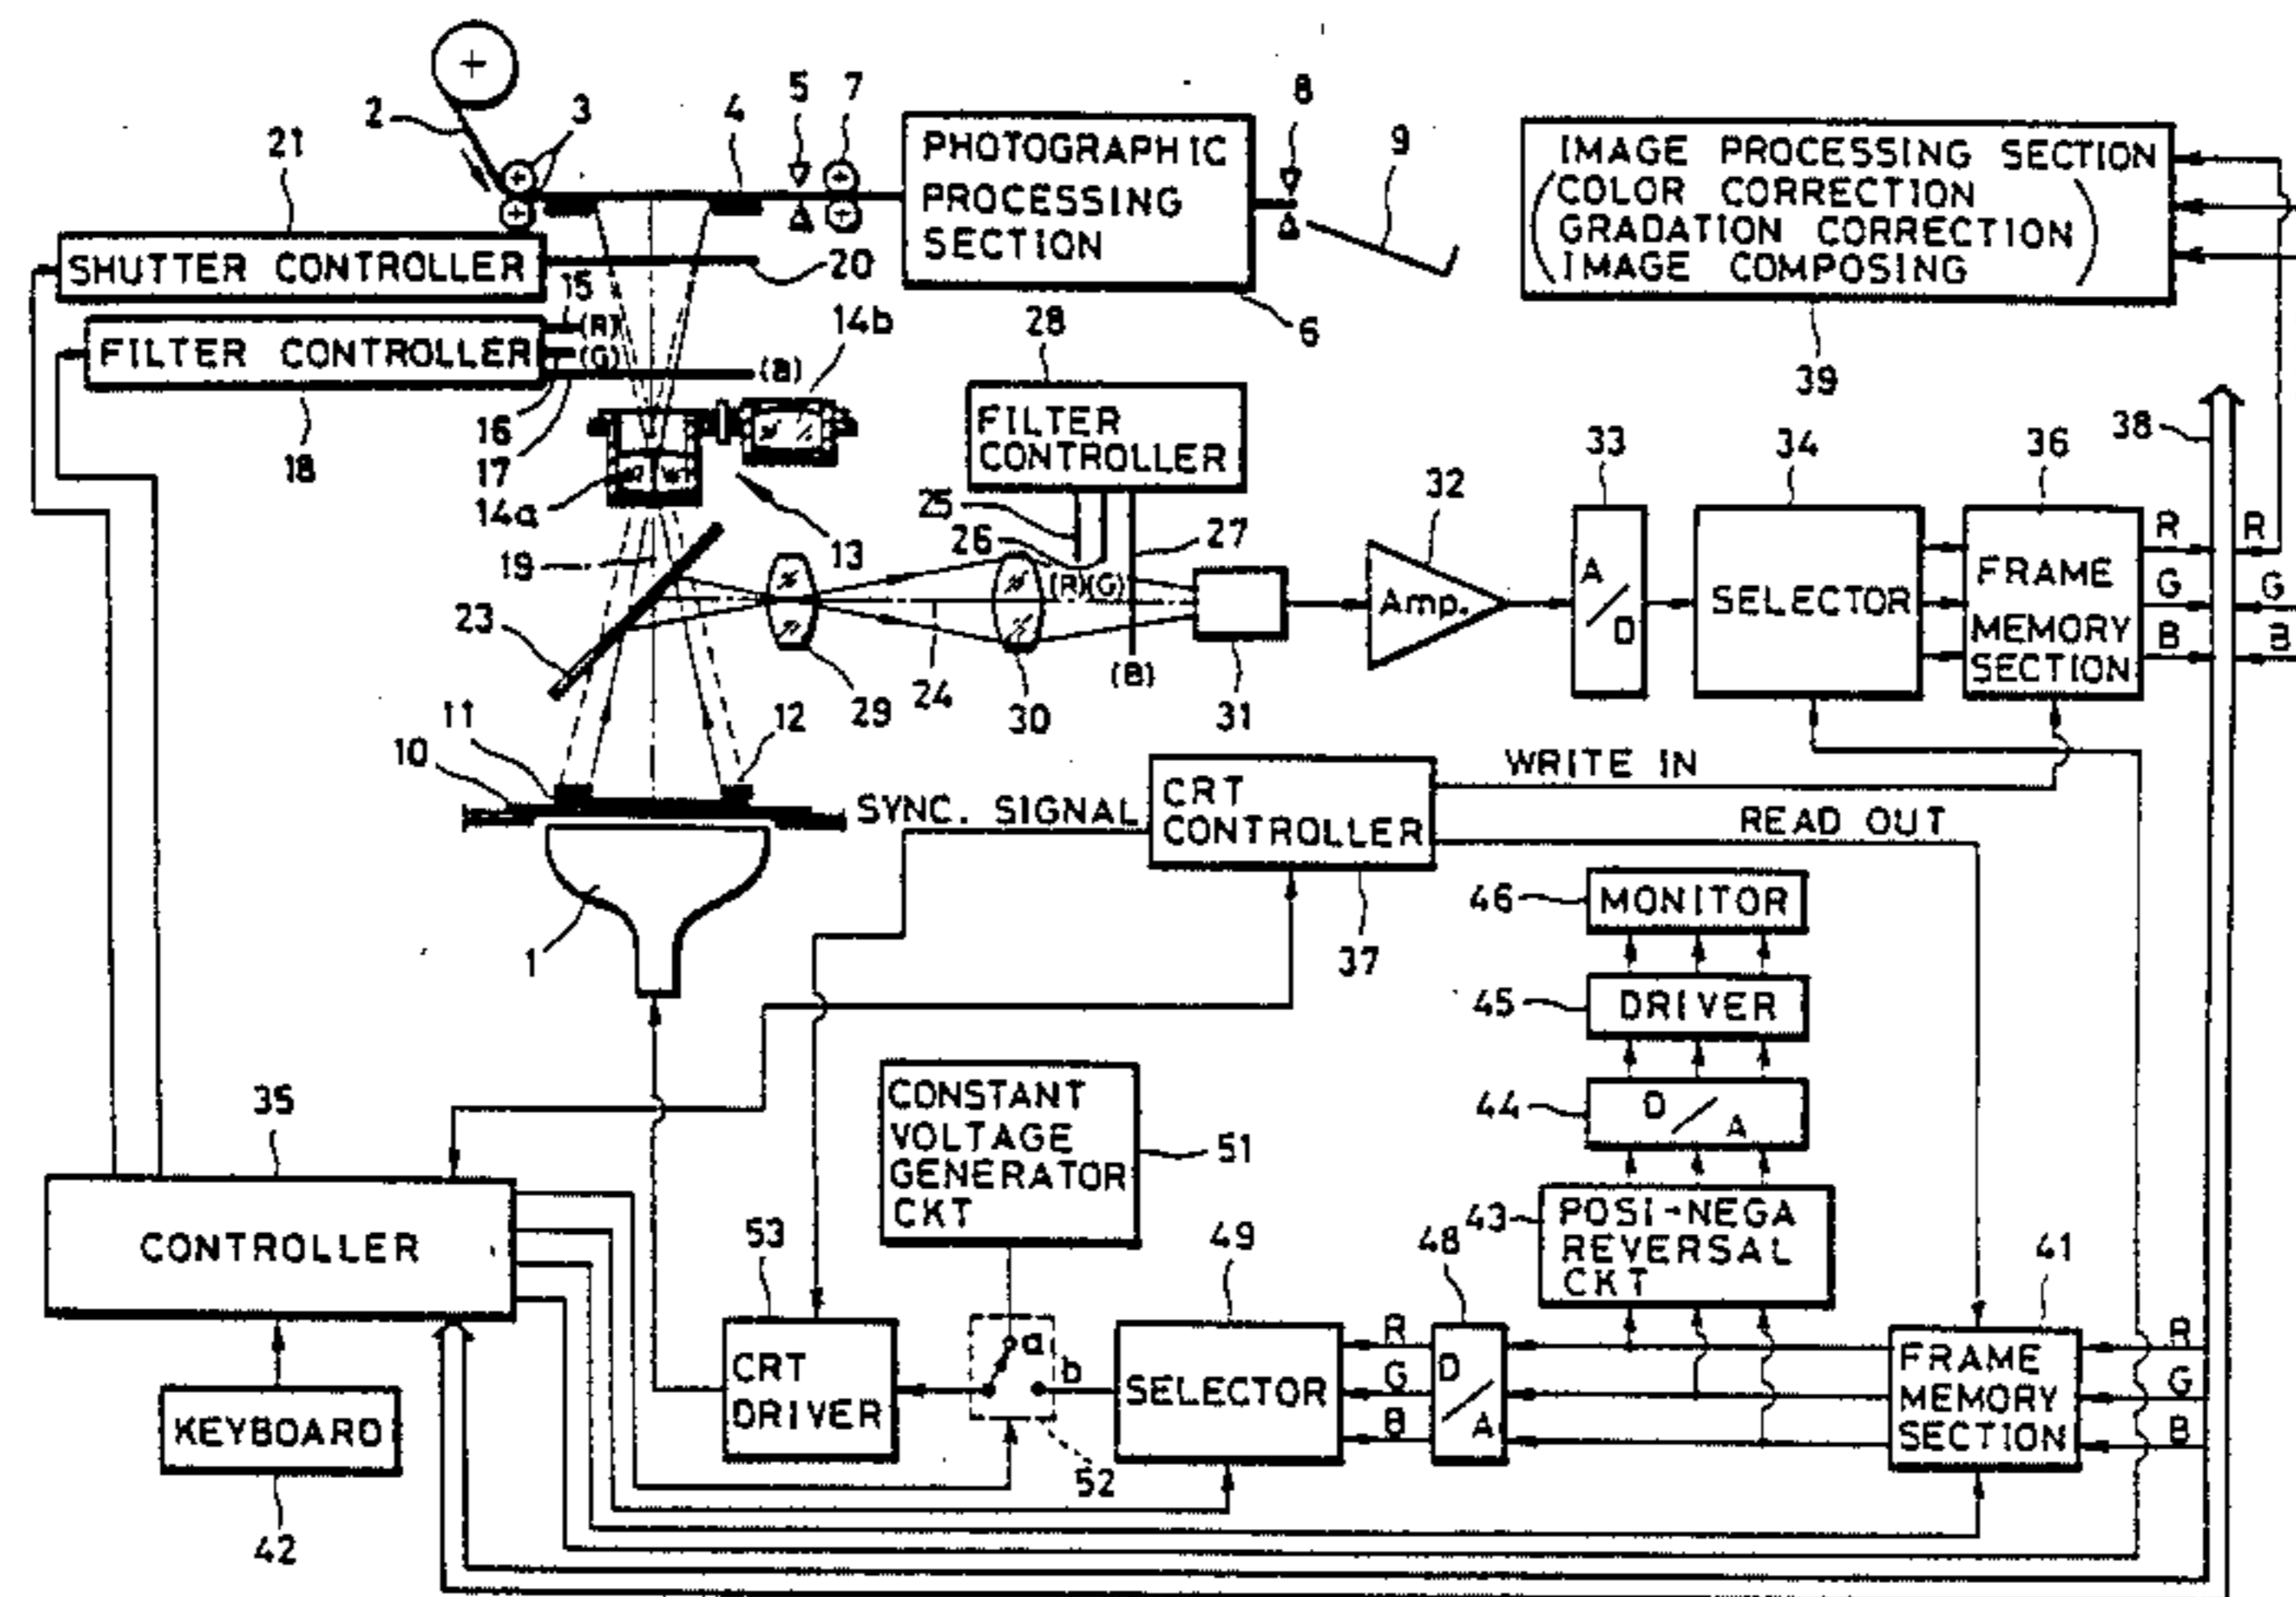 2
3
4
5
7
8
9
21
PHOTOGRAPHIC
PROCESSING
SECTION
6
IMAGE PROCESSING SECTION
COLOR CORRECTION
GRADATION CORRECTION
IMAGE COMPOSING
39
SHUTTER CONTROLLER
20
15
(R)
FILTER CONTROLLER
(G)
(B)
14b
16
17
18
14a
13
28
FILTER
CONTROLLER
25
26
27
(R)(G)
(B)
19
23
29
24
30
31
32
Amp.
33
A/D
34
SELECTOR
36
FRAME
MEMORY
SECTION
R
G
B
38
R
G
B
11
12
10
1
SYNC. SIGNAL
CRT
CONTROLLER
37
WRITE IN
READ OUT
46
MONITOR
45
DRIVER
44
D/A
43
POSI-NEGA
REVERSAL
CKT
35
CONTROLLER
KEYBOARD
42
CONSTANT
VOLTAGE
GENERATOR
CKT
51
53
CRT
DRIVER
a
b
52
49
SELECTOR
R
G
B
48
D/A
41
FRAME
MEMORY
SECTION
R
G
B